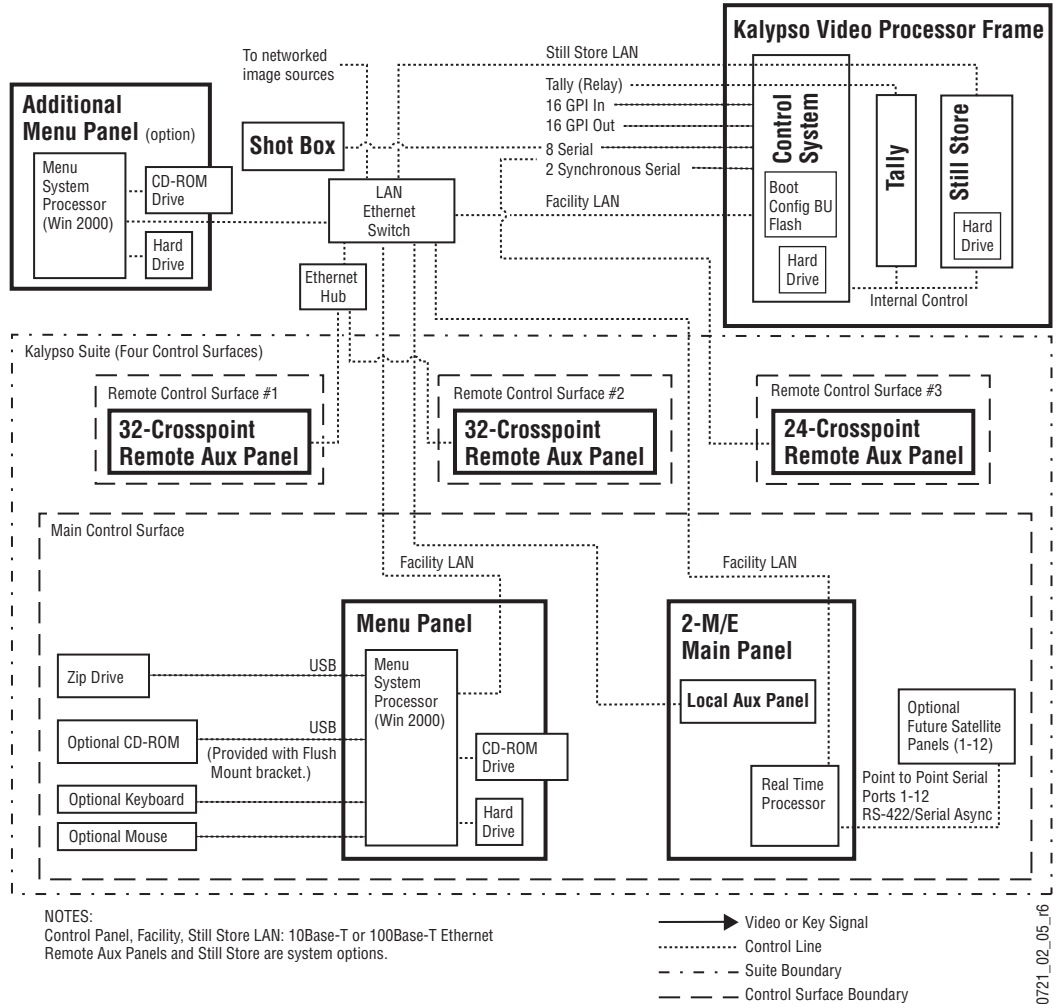 Kalypso Video Processor Frame
To networked
image sources
Still Store LAN
Tally (Relay)
16 GPI In
16 GPI Out
8 Serial
2 Synchronous Serial
Facility LAN
Control
System
Boot
Config BU
Flash
Hard
Drive
Tally
Still Store
Hard
Drive
Internal Control
Additional
Menu Panel (option)
Menu
System
Processor
(Win 2000)
CD-ROM
Drive
Hard
Drive
Shot Box
LAN
Ethernet
Switch
Ethernet
Hub
Kalypso Suite (Four Control Surfaces)
Remote Control Surface #1
32-Crosspoint
Remote Aux Panel
Remote Control Surface #2
32-Crosspoint
Remote Aux Panel
Remote Control Surface #3
24-Crosspoint
Remote Aux Panel
Main Control Surface
Facility LAN
Facility LAN
Menu Panel
Menu
System
Processor
(Win 2000)
CD-ROM
Drive
Hard
Drive
Zip Drive
USB
Optional CD-ROM
USB
(Provided with Flush
Mount bracket.)
Optional Keyboard
Optional Mouse
2-M/E
Main Panel
Local Aux Panel
Real Time
Processor
Optional
Future Satellite
Panels (1-12)
Point to Point Serial
Ports 1-12
RS-422/Serial Async
NOTES:
Control Panel, Facility, Still Store LAN: 10Base-T or 100Base-T Ethernet
Remote Aux Panels and Still Store are system options.
Video or Key Signal
Control Line
Suite Boundary
Control Surface Boundary
0721_02_05_r6